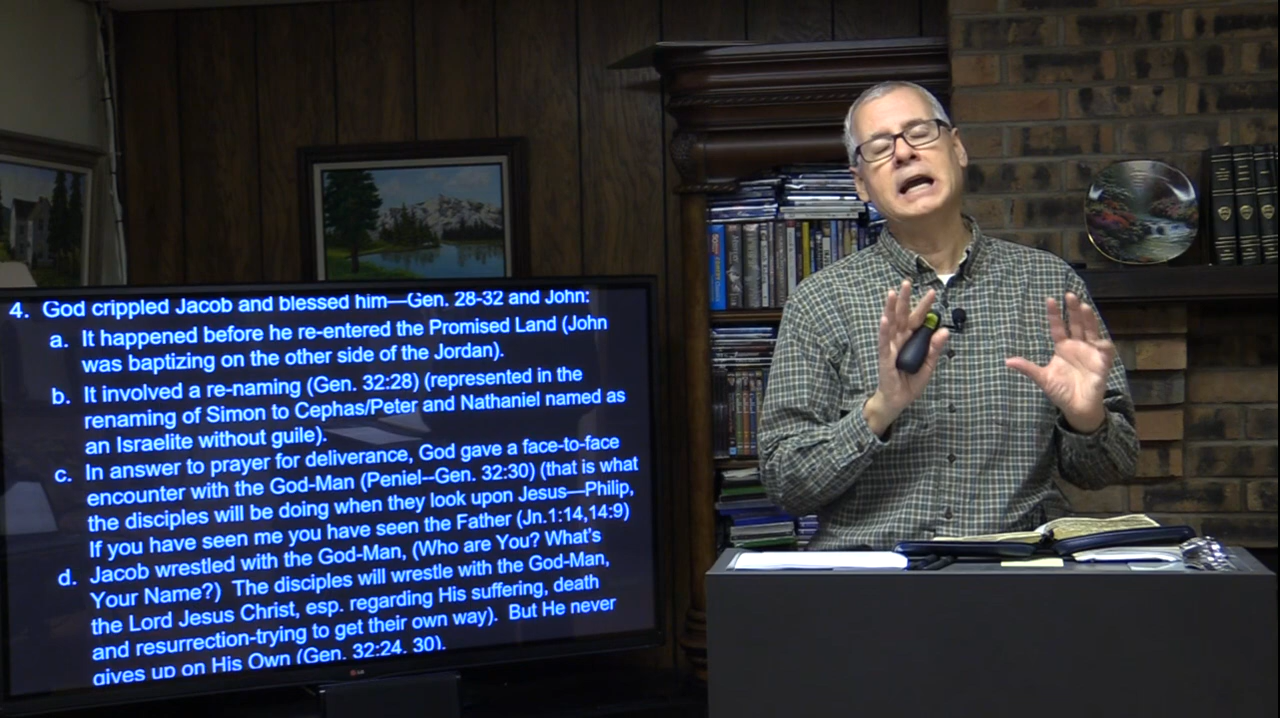 4. God crippled Jacob and blessed him—Gen. 28-32 and John:
a. It happened before he re-entered the Promised Land (John
was baptizing on the other side of the Jordan).
b. It involved a re-naming (Gen. 32:28) (represented in the
renaming of Simon to Cephas/Peter and Nathaniel named as
an Israelite without guile).
c. In answer to prayer for deliverance, God gave a face-to-face
encounter with the God-Man (Peniel--Gen. 32:30) (that is what
the disciples will be doing when they look upon Jesus—Philip,
If you have seen me you have seen the Father (Jn.1:14,14:9)
d. Jacob wrestled with the God-Man, (Who are You? What's
Your Name?) The disciples will wrestle with the God-Man,
the Lord Jesus Christ, esp. regarding His suffering, death
and resurrection-trying to get their own way). But He never
gives up on His Own (Gen. 32:24, 30).
LG